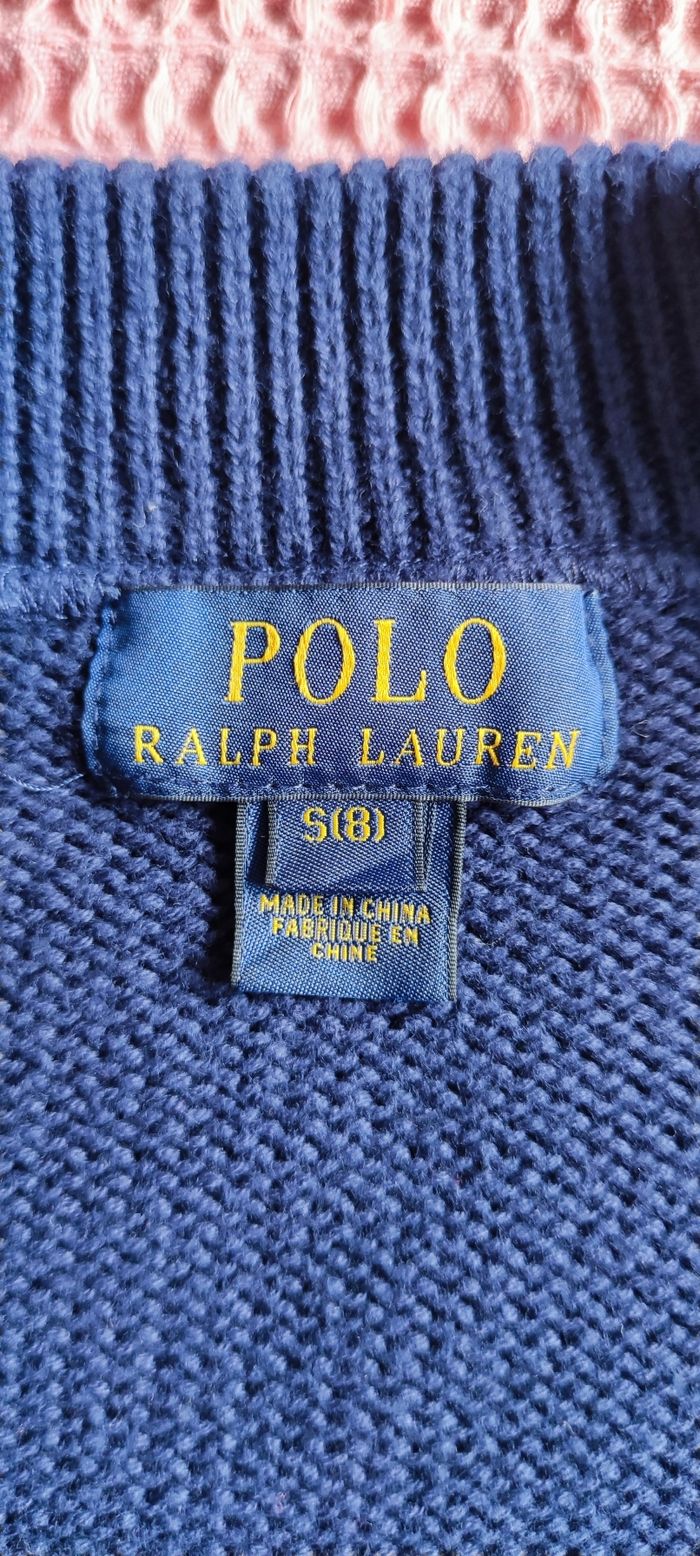 POLO
RALPH LAUREN
S(8)
MADE IN CHINA
FABRIQUE EN
CHINE